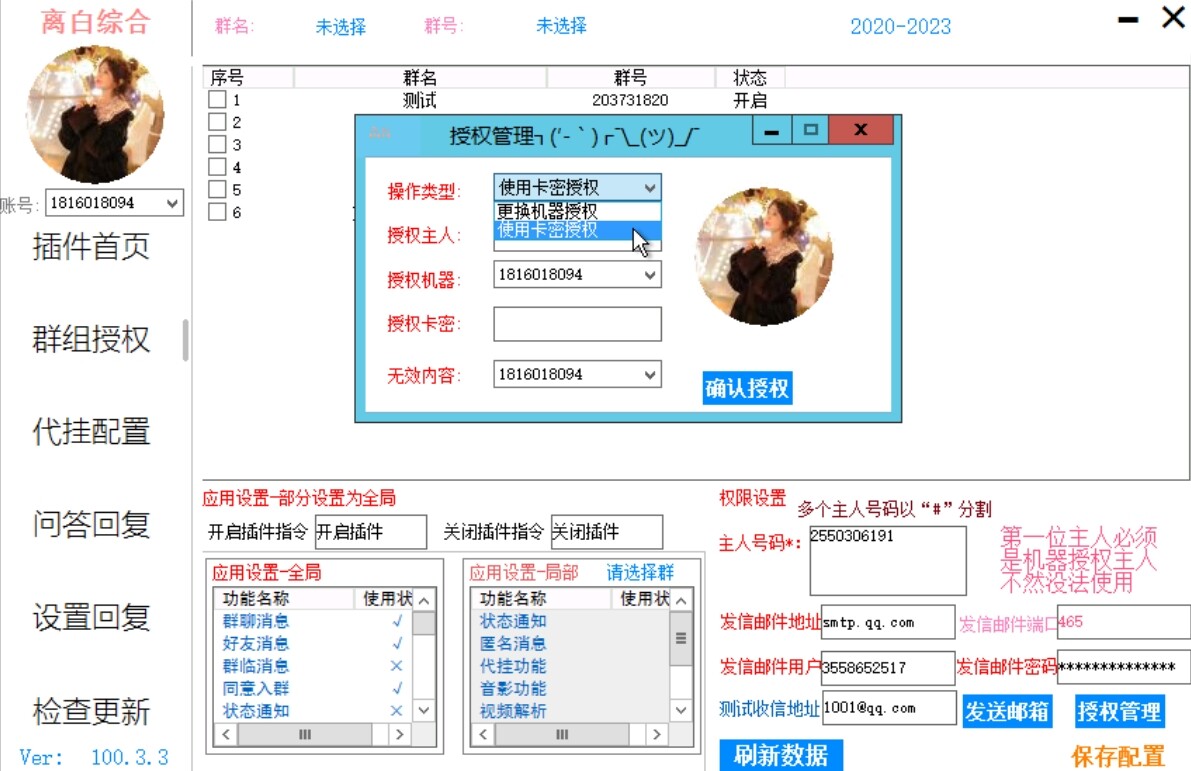 离白综合
群名: 未选择 群号: 未选择 2020-2023
序号 群名 群号 状态
1 测试 203731820 开启
2
3
4
5
6
账号: 1816018094
插件首页
群组授权
代挂配置
问答回复
设置回复
检查更新
Ver: 100.3.3
授权管理┐(´-｀)┌¯\_(ツ)_/¯
操作类型: 使用卡密授权
更换机器授权
使用卡密授权
授权主人:
授权机器: 1816018094
授权卡密:
无效内容: 1816018094
确认授权
应用设置-部分设置为全局
开启插件指令 开启插件 关闭插件指令 关闭插件
应用设置-全局
功能名称 使用状
群聊消息 √
好友消息 √
群临消息 ×
同意入群 √
状态通知 ×
应用设置-局部 请选择群
功能名称 使用状
状态通知
匿名消息
代挂功能
音影功能
视频解析
权限设置 多个主人号码以“#”分割
主人号码*: 2550306191
第一位主人必须
是机器授权主人
不然没法使用
发信邮件地址 smtp.qq.com 发信邮件端口 465
发信邮件用户 3558652517 发信邮件密码 **************
测试收信地址 1001@qq.com 发送邮箱 授权管理
刷新数据 保存配置